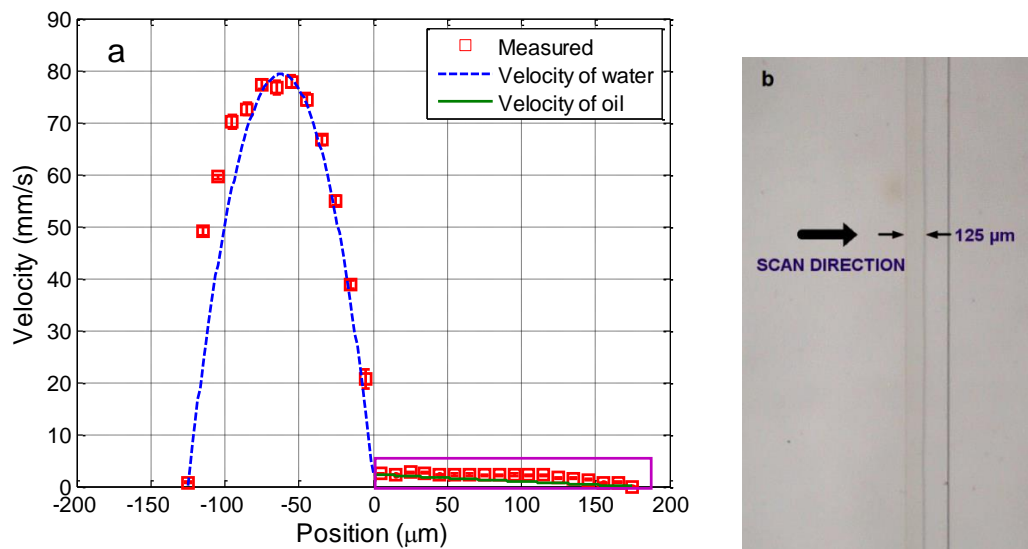 a
Measured
Velocity of water
Velocity of oil
90
80
70
60
50
40
30
20
10
0
-200 -150 -100 -50 0 50 100 150 200
Velocity (mm/s)
Position (μm)
b
125 μm
SCAN DIRECTION